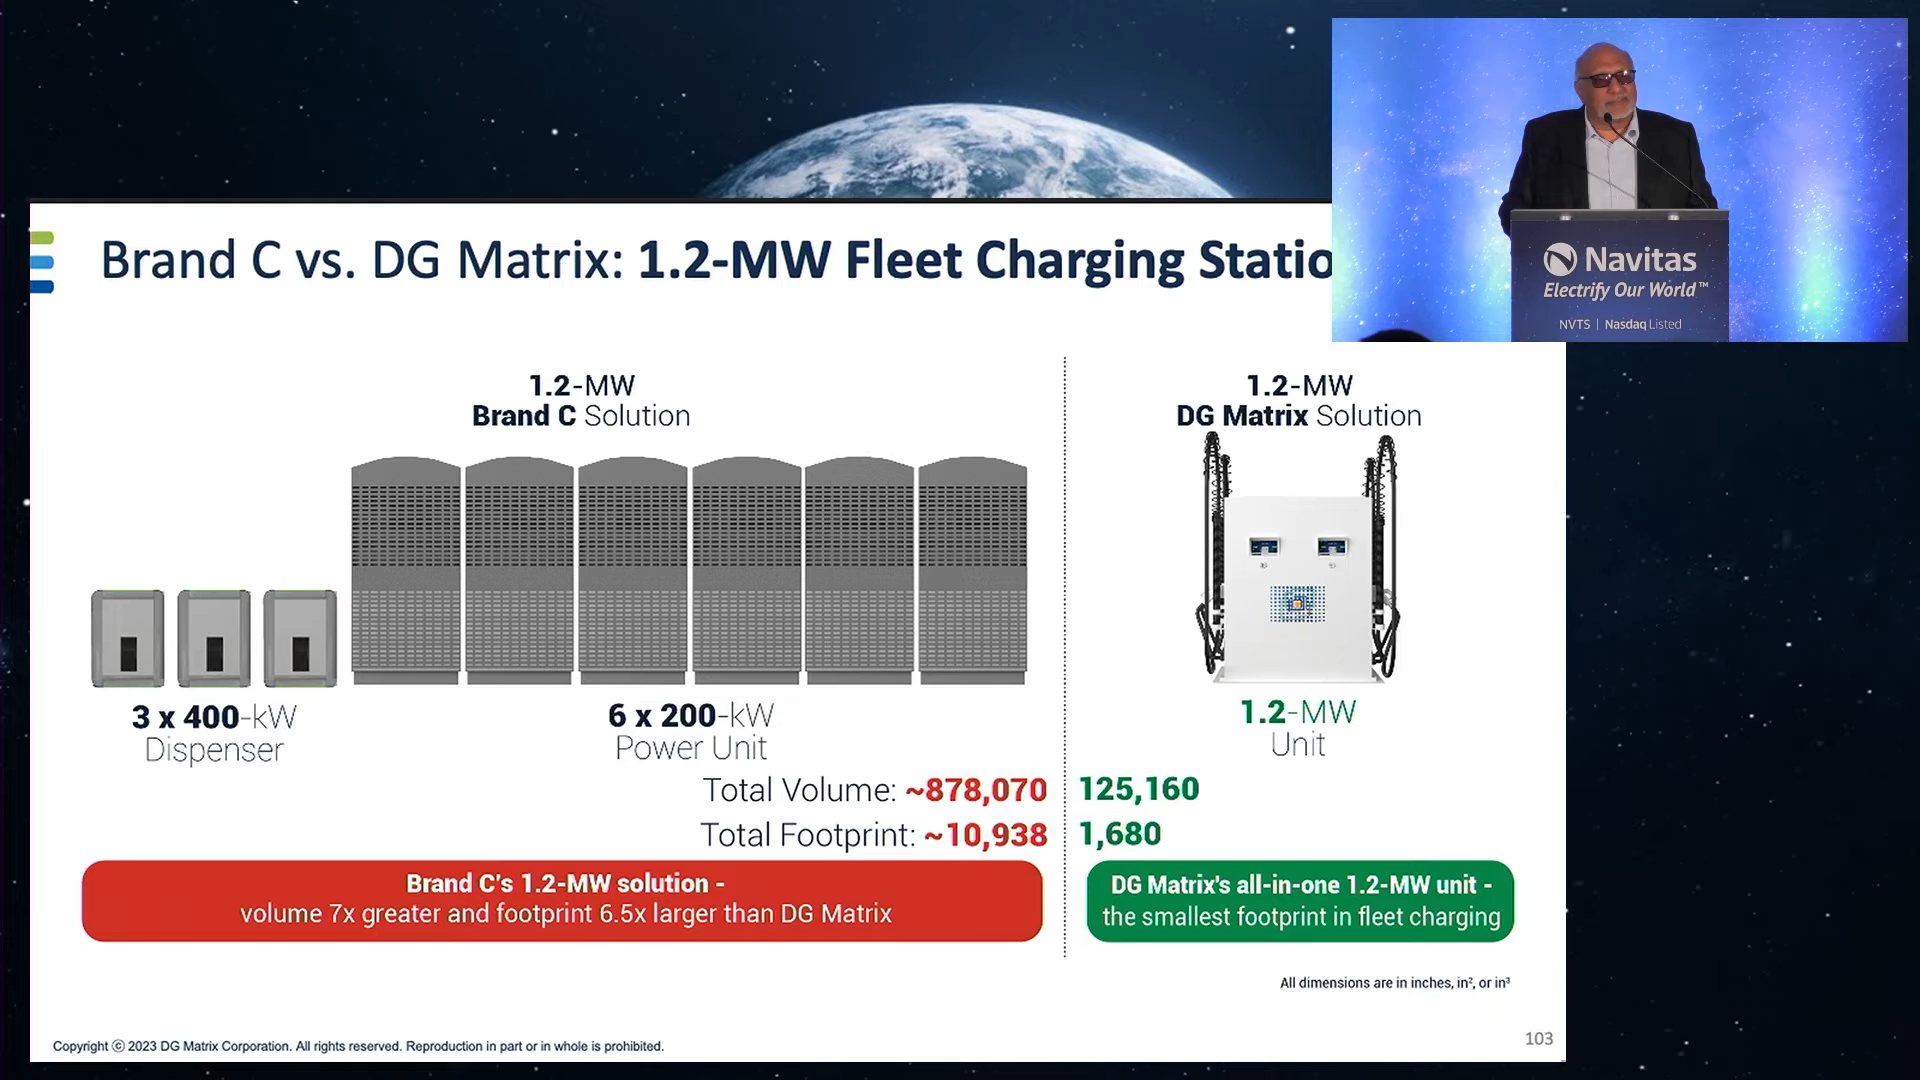 Navitas
Electrify Our World™
NVTS | Nasdaq Listed
Brand C vs. DG Matrix: 1.2-MW Fleet Charging Statio
1.2-MW
Brand C Solution
3 x 400-kW
Dispenser
6 x 200-kW
Power Unit
1.2-MW
DG Matrix Solution
1.2-MW
Unit
Total Volume: ~878,070
125,160
Total Footprint: ~10,938
1,680
Brand C's 1.2-MW solution -
volume 7x greater and footprint 6.5x larger than DG Matrix
DG Matrix's all-in-one 1.2-MW unit -
the smallest footprint in fleet charging
All dimensions are in inches, in², or in³
Copyright ⓒ 2023 DG Matrix Corporation. All rights reserved. Reproduction in part or in whole is prohibited.
103